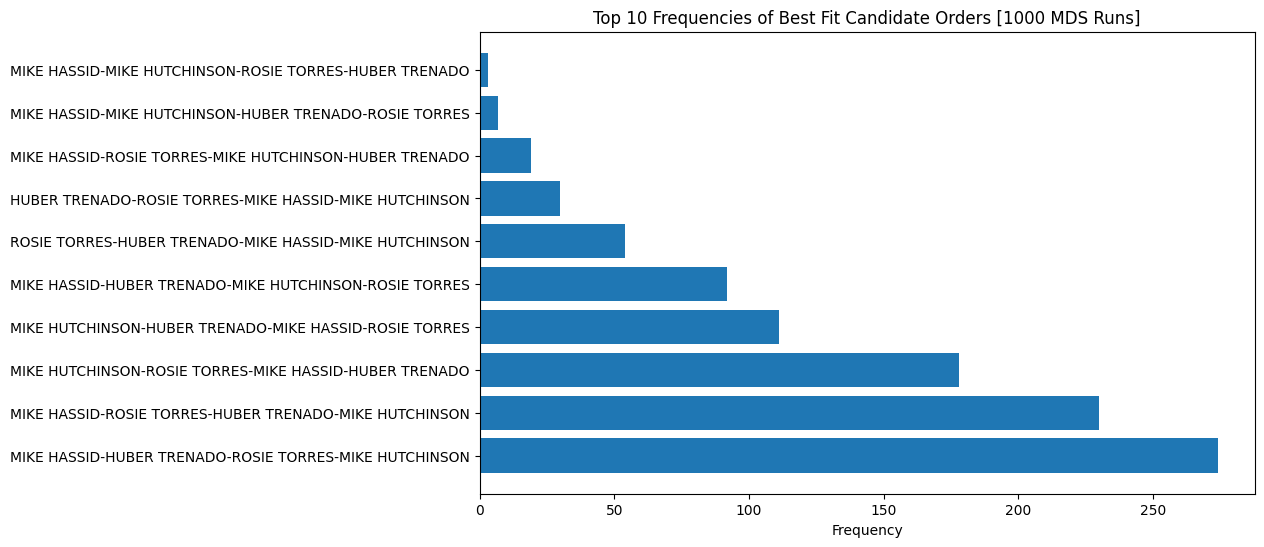 Top 10 Frequencies of Best Fit Candidate Orders [1000 MDS Runs]
MIKE HASSID-MIKE HUTCHINSON-ROSIE TORRES-HUBER TRENADO
MIKE HASSID-MIKE HUTCHINSON-HUBER TRENADO-ROSIE TORRES
MIKE HASSID-ROSIE TORRES-MIKE HUTCHINSON-HUBER TRENADO
HUBER TRENADO-ROSIE TORRES-MIKE HASSID-MIKE HUTCHINSON
ROSIE TORRES-HUBER TRENADO-MIKE HASSID-MIKE HUTCHINSON
MIKE HASSID-HUBER TRENADO-MIKE HUTCHINSON-ROSIE TORRES
MIKE HUTCHINSON-HUBER TRENADO-MIKE HASSID-ROSIE TORRES
MIKE HUTCHINSON-ROSIE TORRES-MIKE HASSID-HUBER TRENADO
MIKE HASSID-ROSIE TORRES-HUBER TRENADO-MIKE HUTCHINSON
MIKE HASSID-HUBER TRENADO-ROSIE TORRES-MIKE HUTCHINSON
0 50 100 150 200 250
Frequency